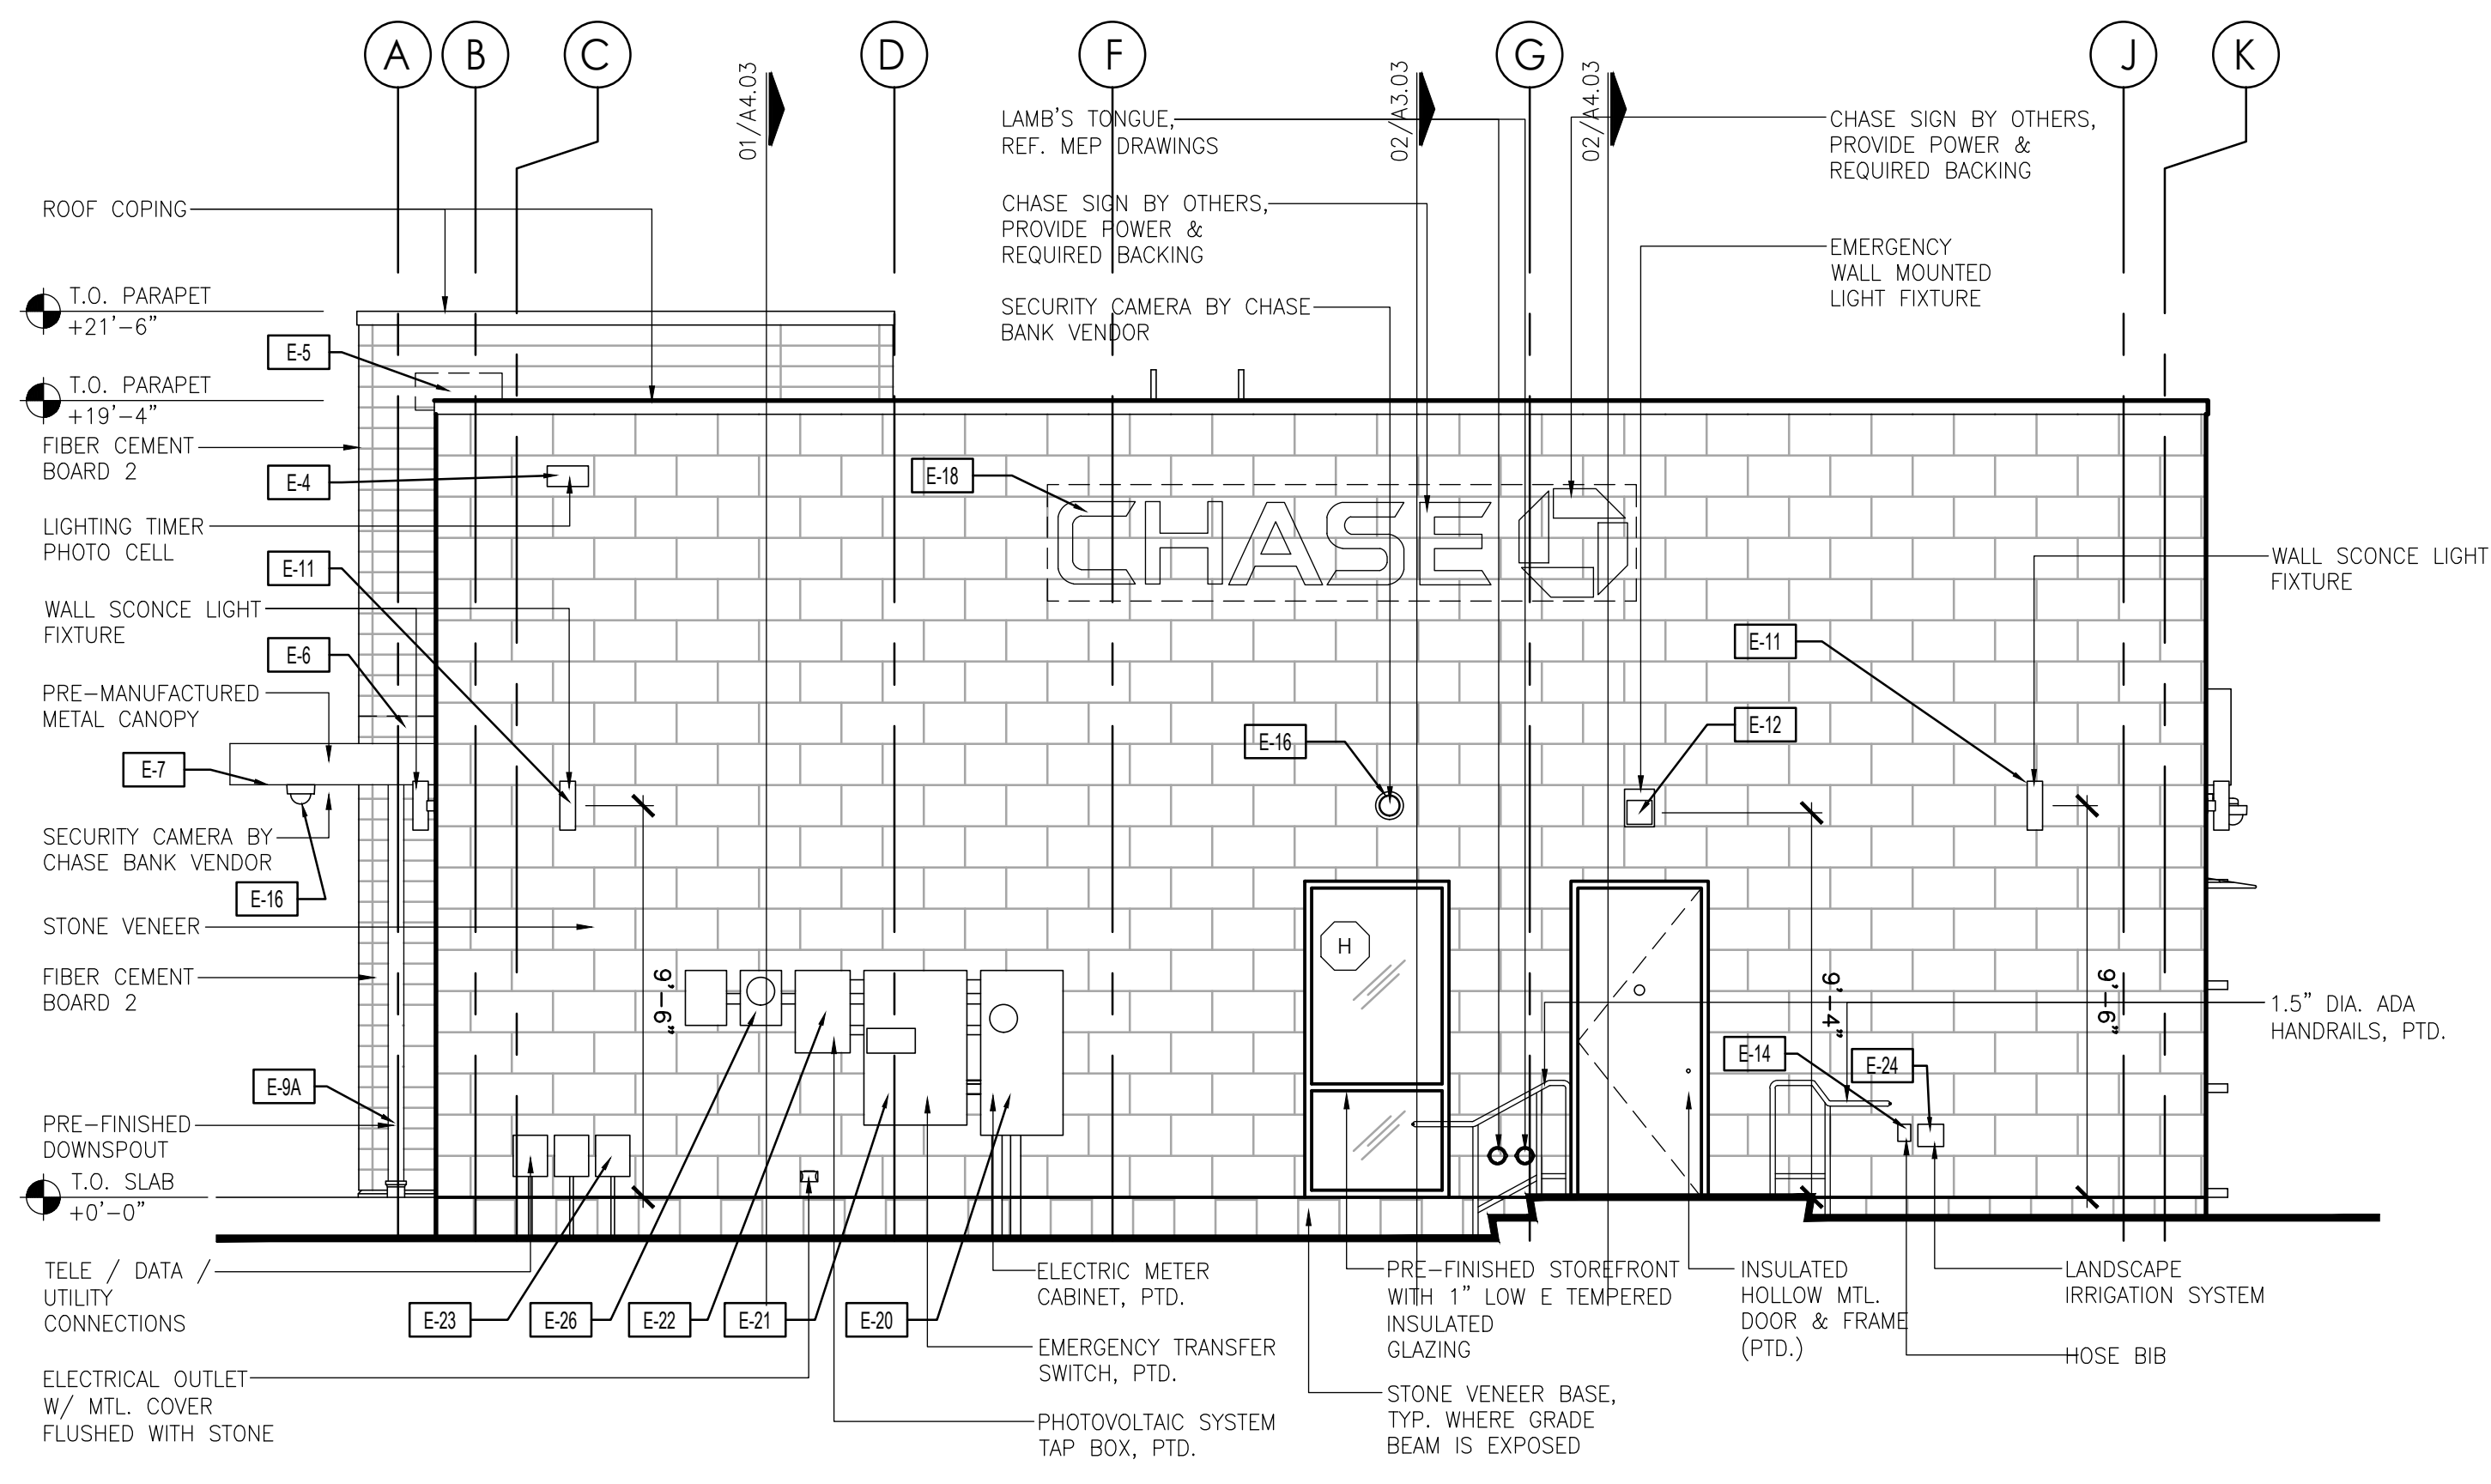 A
B
C
D
F
G
J
K
01/A4.03
02/A3.03
02/A4.03
LAMB'S TONGUE,
REF. MEP DRAWINGS
CHASE SIGN BY OTHERS,
PROVIDE POWER &
REQUIRED BACKING
SECURITY CAMERA BY CHASE
BANK VENDOR
CHASE SIGN BY OTHERS,
PROVIDE POWER &
REQUIRED BACKING
EMERGENCY
WALL MOUNTED
LIGHT FIXTURE
ROOF COPING
T.O. PARAPET
+21'-6"
E-5
T.O. PARAPET
+19'-4"
FIBER CEMENT
BOARD 2
E-4
LIGHTING TIMER
PHOTO CELL
E-11
WALL SCONCE LIGHT
FIXTURE
E-6
PRE-MANUFACTURED
METAL CANOPY
E-7
SECURITY CAMERA BY
CHASE BANK VENDOR
E-16
STONE VENEER
FIBER CEMENT
BOARD 2
E-9A
PRE-FINISHED
DOWNSPOUT
T.O. SLAB
+0'-0"
E-18
CHASE
E-11
WALL SCONCE LIGHT
FIXTURE
E-16
E-12
H
9'-6"
9'-4"
9'-6"
1.5" DIA. ADA
HANDRAILS, PTD.
E-14
E-24
TELE / DATA /
UTILITY
CONNECTIONS
E-23
E-26
E-22
E-21
E-20
ELECTRICAL OUTLET
W/ MTL. COVER
FLUSHED WITH STONE
ELECTRIC METER
CABINET, PTD.
EMERGENCY TRANSFER
SWITCH, PTD.
PHOTOVOLTAIC SYSTEM
TAP BOX, PTD.
PRE-FINISHED STOREFRONT
WITH 1" LOW E TEMPERED
INSULATED
GLAZING
STONE VENEER BASE,
TYP. WHERE GRADE
BEAM IS EXPOSED
INSULATED
HOLLOW MTL.
DOOR & FRAME
(PTD.)
LANDSCAPE
IRRIGATION SYSTEM
HOSE BIB